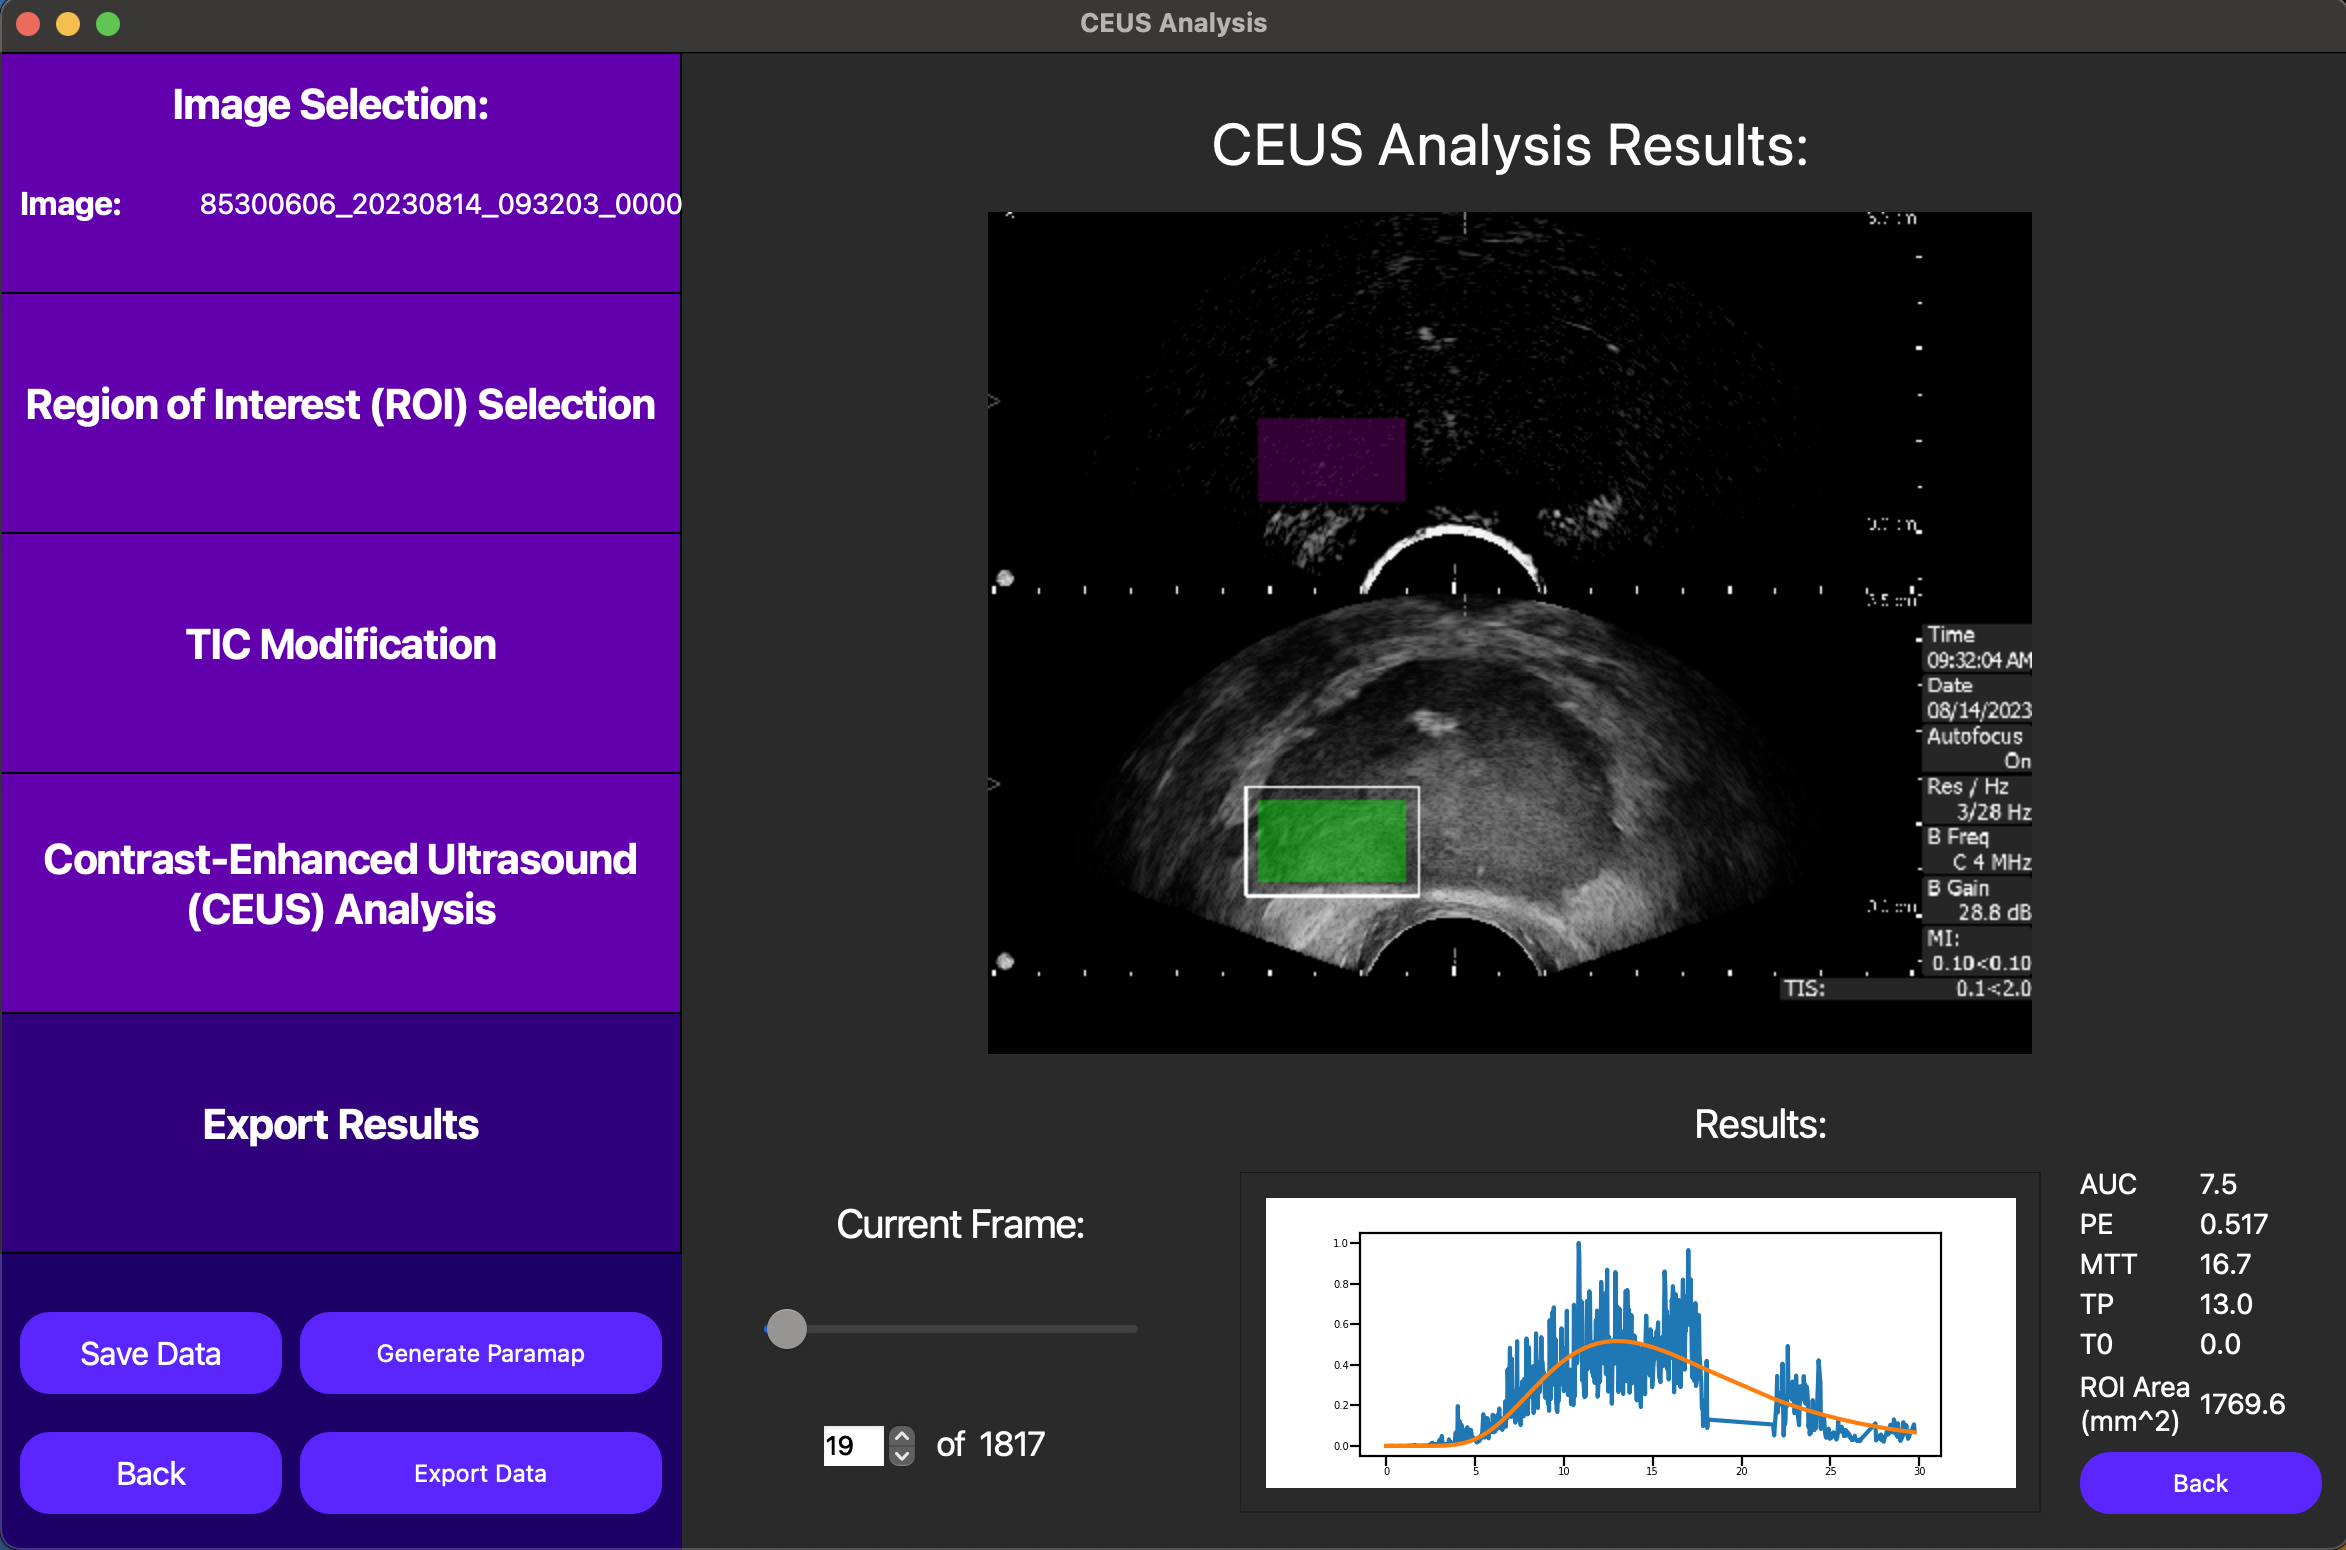 CEUS Analysis
Image Selection:
Image: 85300606_20230814_093203_0000
Region of Interest (ROI) Selection
TIC Modification
Contrast-Enhanced Ultrasound
(CEUS) Analysis
Export Results
Save Data
Generate Paramap
Back
Export Data
CEUS Analysis Results:
Time
09:32:04 AM
Date
08/14/2023
Autofocus
On
Res / Hz
3/28 Hz
B Freq
C 4 MHz
B Gain
28.8 dB
MI:
0.10<0.10
TIS: 0.1<2.0
Current Frame:
19 of 1817
Results:
1.0
0.8
0.6
0.4
0.2
0.0
0 5 10 15 20 25 30
AUC 7.5
PE 0.517
MTT 16.7
TP 13.0
T0 0.0
ROI Area
(mm^2) 1769.6
Back